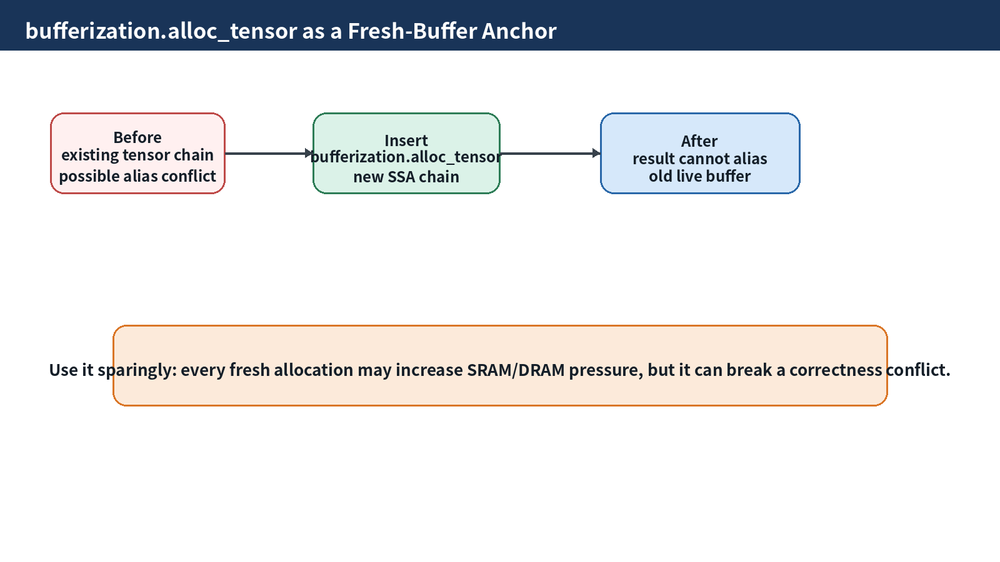 bufferization.alloc_tensor as a Fresh-Buffer Anchor
Before
existing tensor chain
possible alias conflict
Insert
bufferization.alloc_tensor
new SSA chain
After
result cannot alias
old live buffer
Use it sparingly: every fresh allocation may increase SRAM/DRAM pressure, but it can break a correctness conflict.